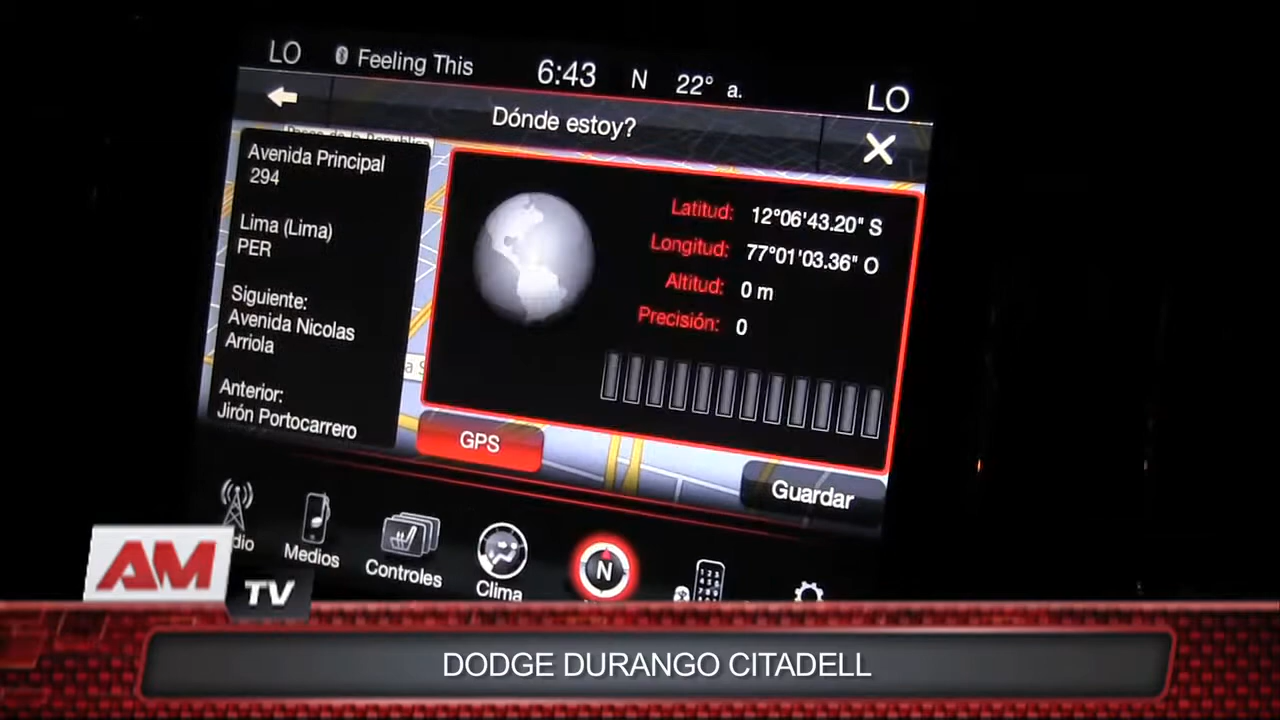 LO Feeling This 6:43 N 22° a. LO
Dónde estoy?
Avenida Principal
294
Lima (Lima)
PER
Siguiente:
Avenida Nicolas
Arriola
Anterior:
Jirón Portocarrero
Latitud: 12°06'43.20" S
Longitud: 77°01'03.36" O
Altitud: 0 m
Precisión: 0
GPS
Guardar
Medios
Controles
Clima
N
AM
TV
DODGE DURANGO CITADELL